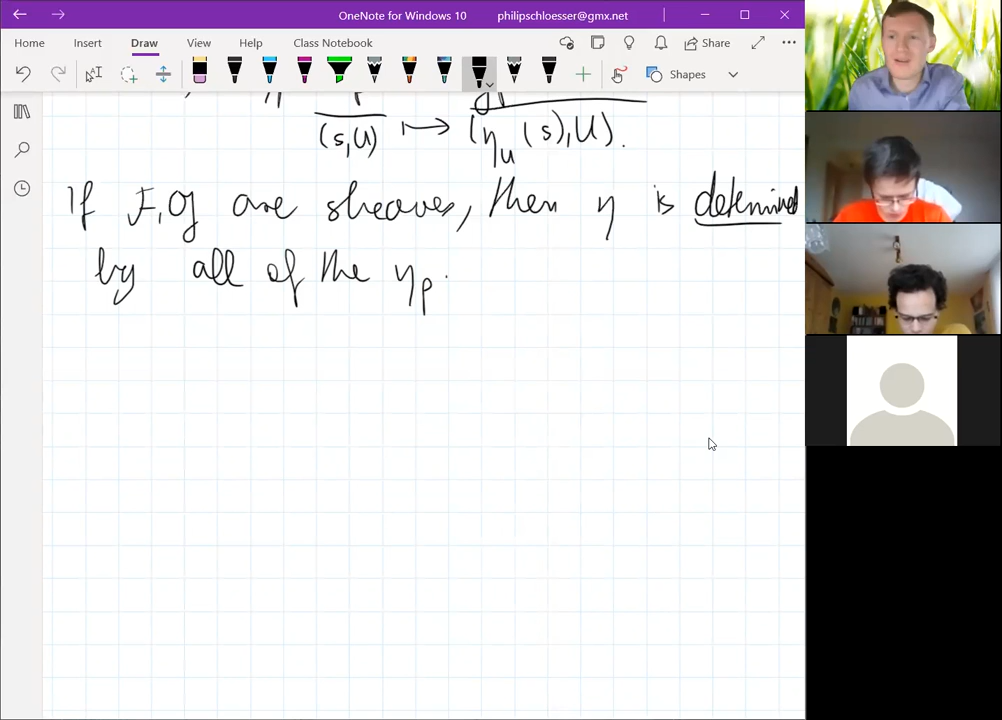 OneNote for Windows 10
philipschloesser@gmx.net
Home Insert Draw View Help Class Notebook Share
Shapes
(s,U) ↦ (η_U (s), U).
If F, G are sheaves, then η is determined
by all of the η_p.